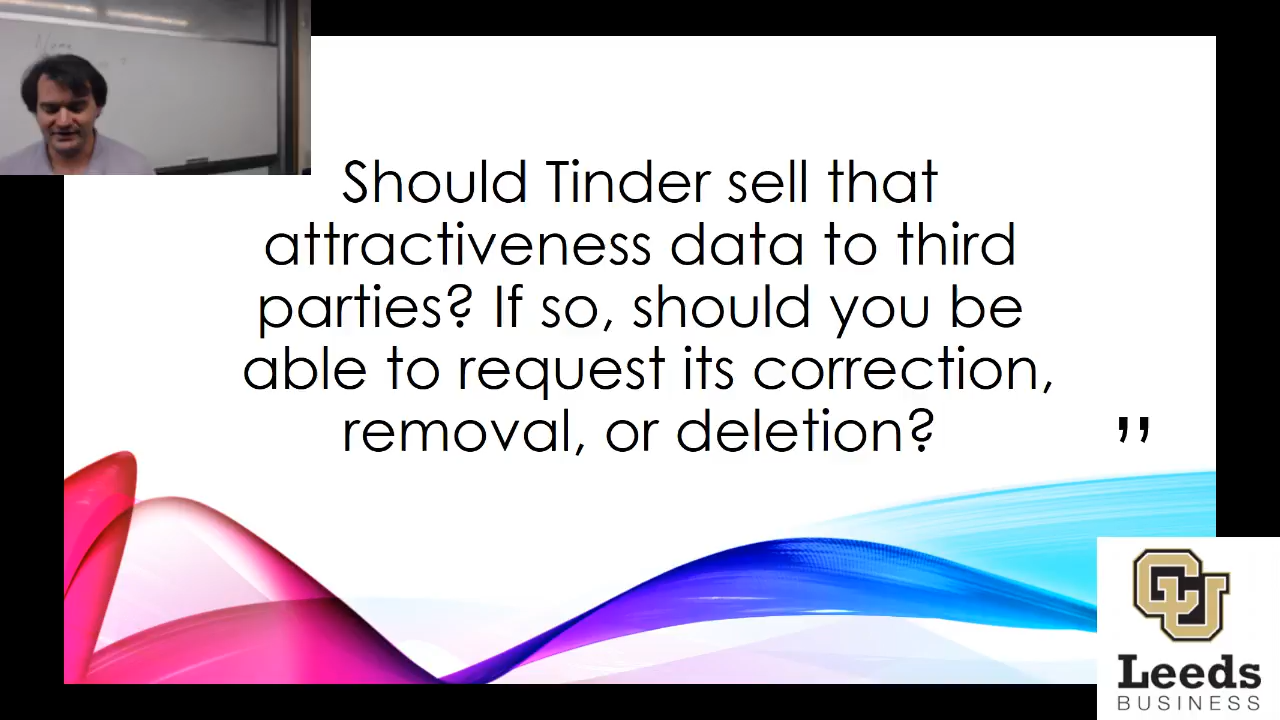 Should Tinder sell that
attractiveness data to third
parties? If so, should you be
able to request its correction,
removal, or deletion?
”
CU
Leeds
BUSINESS